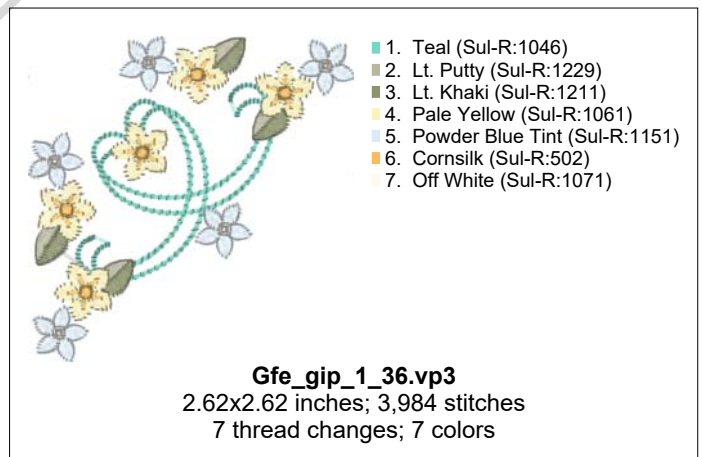 1. Teal (Sul-R:1046)
2. Lt. Putty (Sul-R:1229)
3. Lt. Khaki (Sul-R:1211)
4. Pale Yellow (Sul-R:1061)
5. Powder Blue Tint (Sul-R:1151)
6. Cornsilk (Sul-R:502)
7. Off White (Sul-R:1071)
Gfe_gip_1_36.vp3
2.62x2.62 inches; 3,984 stitches
7 thread changes; 7 colors